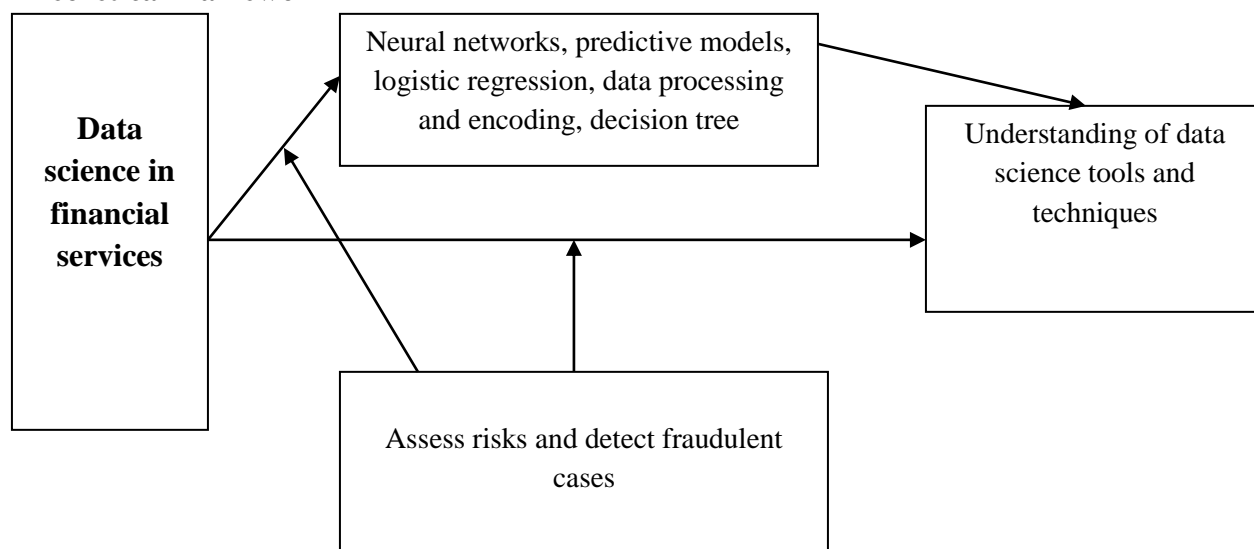 Neural networks, predictive models,
logistic regression, data processing
and encoding, decision tree
Data
science in
financial
services
Understanding of data
science tools and
techniques
Assess risks and detect fraudulent
cases